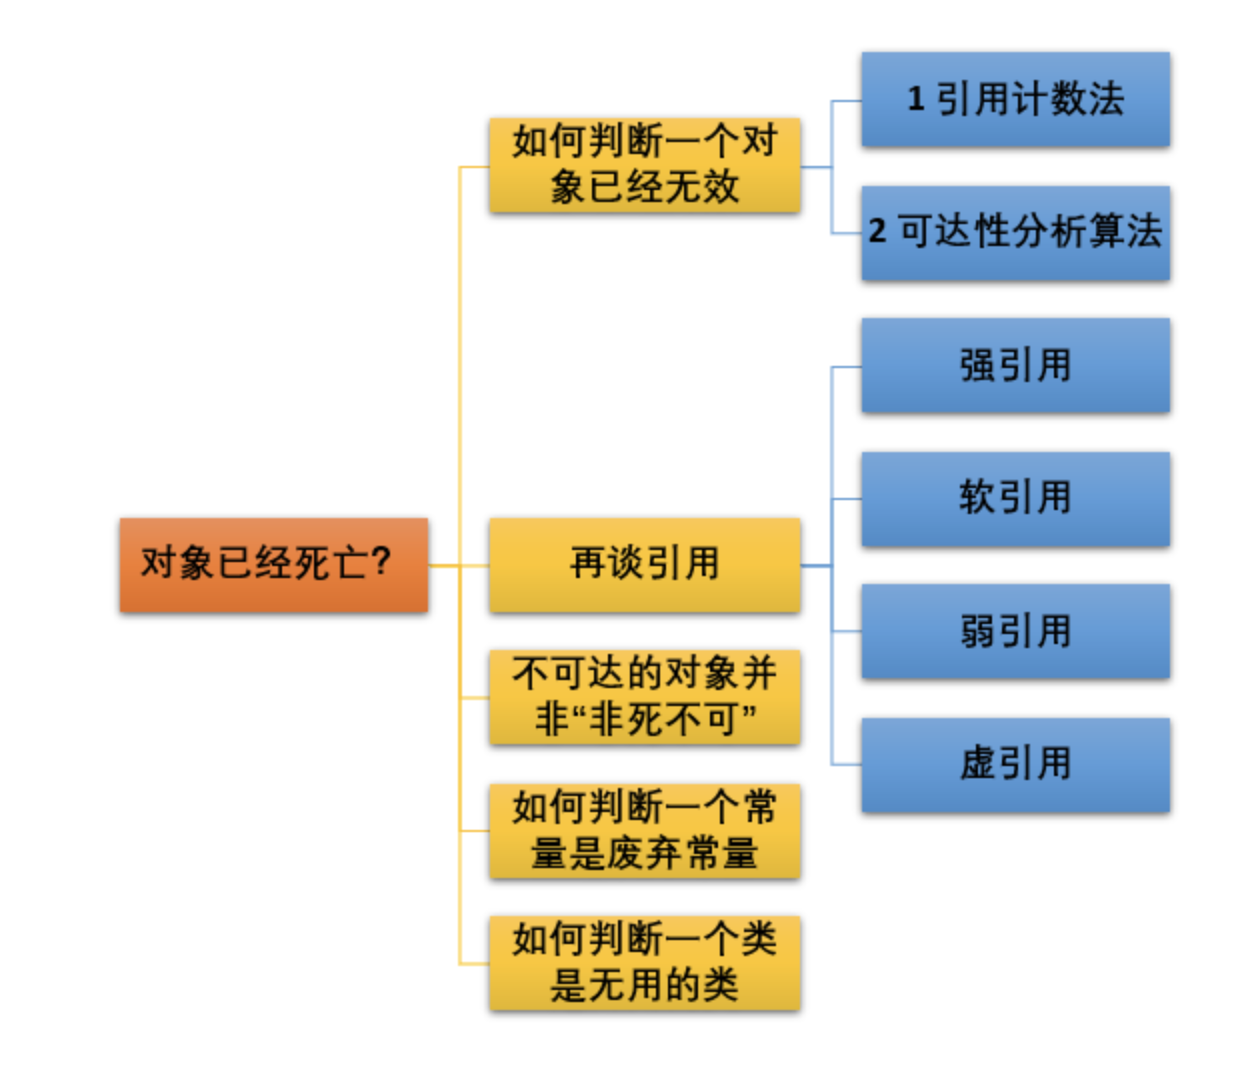 对象已经死亡？
如何判断一个对
象已经无效
1 引用计数法
2 可达性分析算法
再谈引用
强引用
软引用
弱引用
虚引用
不可达的对象并
非“非死不可”
如何判断一个常
量是废弃常量
如何判断一个类
是无用的类